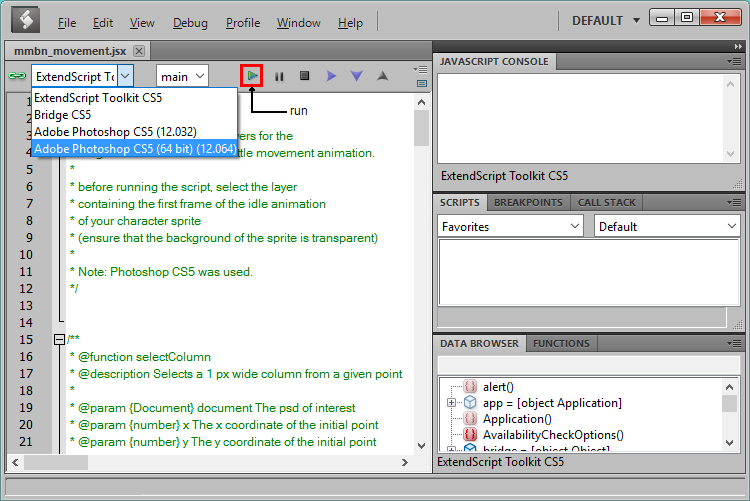 File Edit View Debug Profile Window Help
DEFAULT
mmbn_movement.jsx
ExtendScript To
main
run
ExtendScript Toolkit CS5
Bridge CS5
Adobe Photoshop CS5 (12.032)
Adobe Photoshop CS5 (64 bit) (12.064)
1
3 ers for the
4 tle movement animation.
5 *
6 * before running the script, select the layer
7 * containing the first frame of the idle animation
8 * of your character sprite
9 * (ensure that the background of the sprite is transparent)
10 *
11 * Note: Photoshop CS5 was used.
12 */
13
14
15 /**
16 * @function selectColumn
17 * @description Selects a 1 px wide column from a given point
18 *
19 * @param {Document} document The psd of interest
20 * @param {number} x The x coordinate of the initial point
21 * @param {number} y The y coordinate of the initial point
JAVASCRIPT CONSOLE
ExtendScript Toolkit CS5
SCRIPTS BREAKPOINTS CALL STACK
Favorites Default
DATA BROWSER FUNCTIONS
alert()
app = [object Application]
Application()
AvailabilityCheckOptions()
bridge = [object Object]
ExtendScript Toolkit CS5